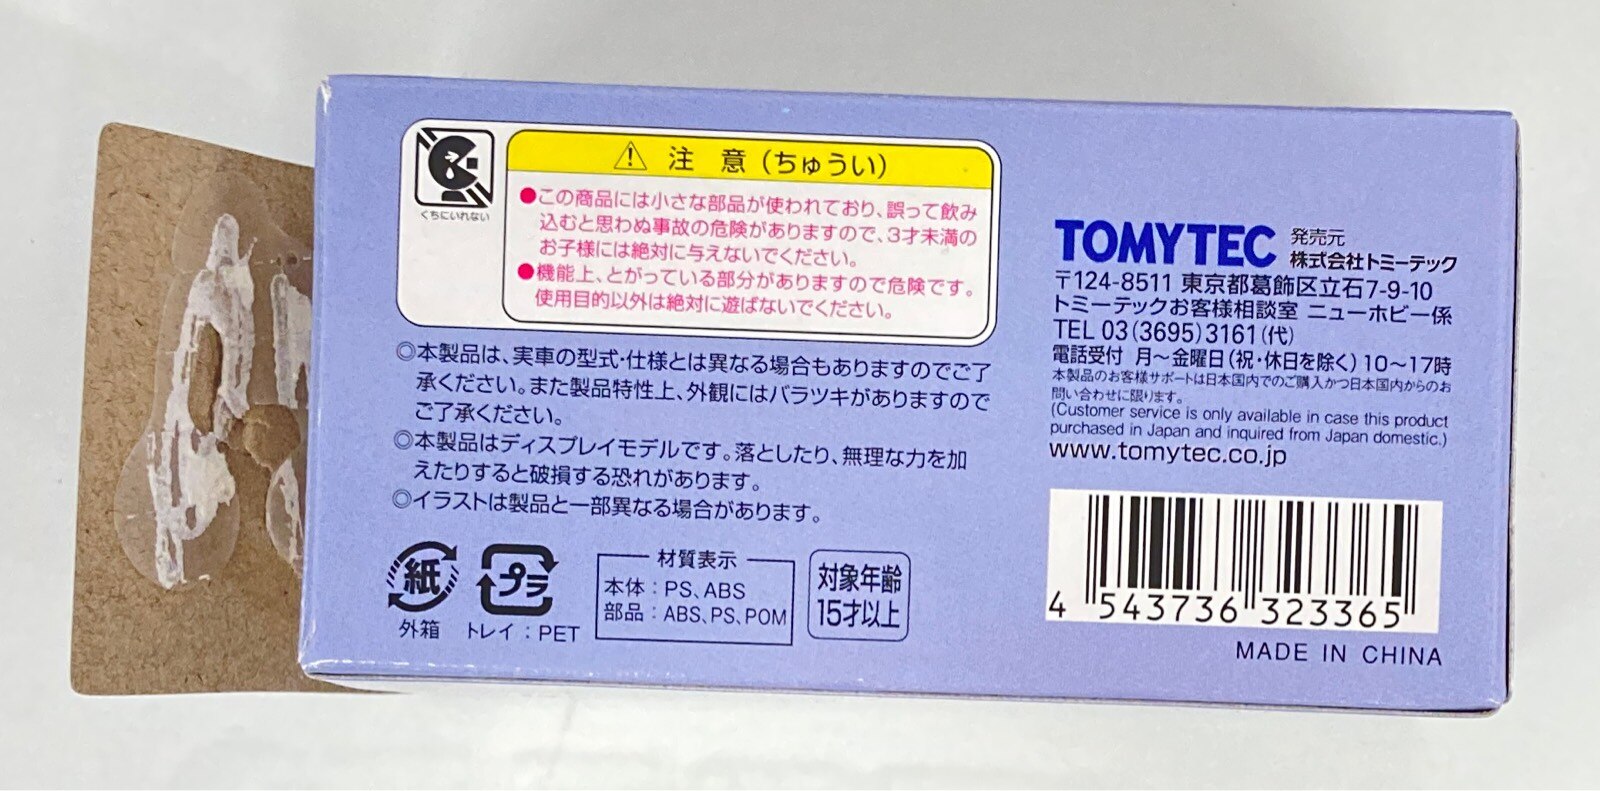 くちにいれない
注 意 (ちゅうい)
●この商品には小さな部品が使われており、誤って飲み
込むと思わぬ事故の危険がありますので、3才未満の
お子様には絶対に与えないでください。
●機能上、とがっている部分がありますので危険です。
使用目的以外は絶対に遊ばないでください。
◎本製品は、実車の型式・仕様とは異なる場合もありますのでご了
承ください。また製品特性上、外観にはバラツキがありますので
ご了承ください。
◎本製品はディスプレイモデルです。落としたり、無理な力を加
えたりすると破損する恐れがあります。
◎イラストは製品と一部異なる場合があります。
紙
外箱
プラ
トレイ:PET
材質表示
本体:PS、ABS
部品:ABS、PS、POM
対象年齢
15才以上
TOMYTEC 発売元
株式会社トミーテック
〒124-8511 東京都葛飾区立石7-9-10
トミーテックお客様相談室 ニューホビー係
TEL 03(3695)3161(代)
電話受付 月~金曜日(祝・休日を除く)10~17時
本製品のお客様サポートは日本国内でのご購入かつ日本国内からのお
問い合わせに限ります。
(Customer service is only available in case this product
purchased in Japan and inquired from Japan domestic.)
www.tomytec.co.jp
4 543736 323365
MADE IN CHINA